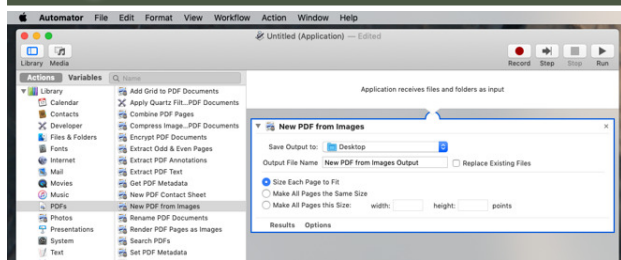 Automator File Edit Format View Workflow Action Window Help
Untitled (Application) — Edited
Library Media Record Step Stop Run
Actions Variables Name
Application receives files and folders as input
Library
Calendar
Contacts
Developer
Files & Folders
Fonts
Internet
Mail
Movies
Music
PDFs
Photos
Presentations
System
Text
Add Grid to PDF Documents
Apply Quartz Filt...PDF Documents
Combine PDF Pages
Compress Image...PDF Documents
Encrypt PDF Documents
Extract Odd & Even Pages
Extract PDF Annotations
Extract PDF Text
Get PDF Metadata
New PDF Contact Sheet
New PDF from Images
Rename PDF Documents
Render PDF Pages as Images
Search PDFs
Set PDF Metadata
New PDF from Images
Save Output to: Desktop
Output File Name New PDF from Images Output Replace Existing Files
Size Each Page to Fit
Make All Pages the Same Size
Make All Pages this Size: width: height: points
Results Options